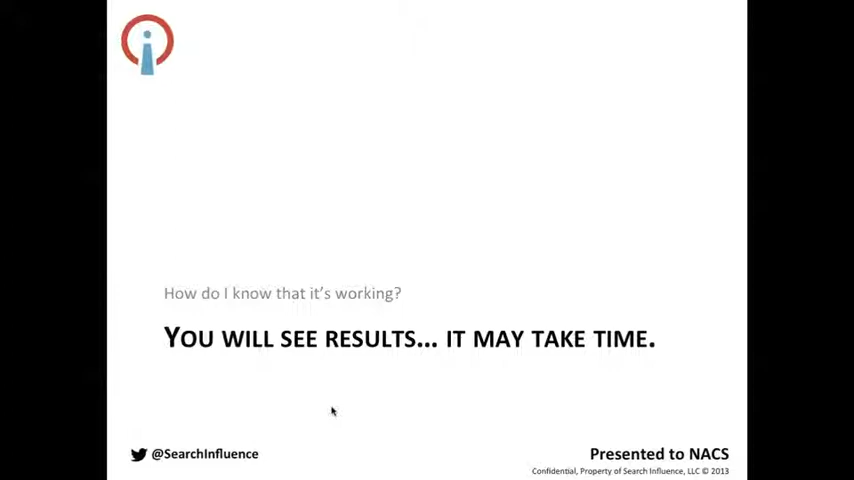 How do I know that it's working?
YOU WILL SEE RESULTS... IT MAY TAKE TIME.
@SearchInfluence
Presented to NACS
Confidential, Property of Search Influence, LLC © 2013